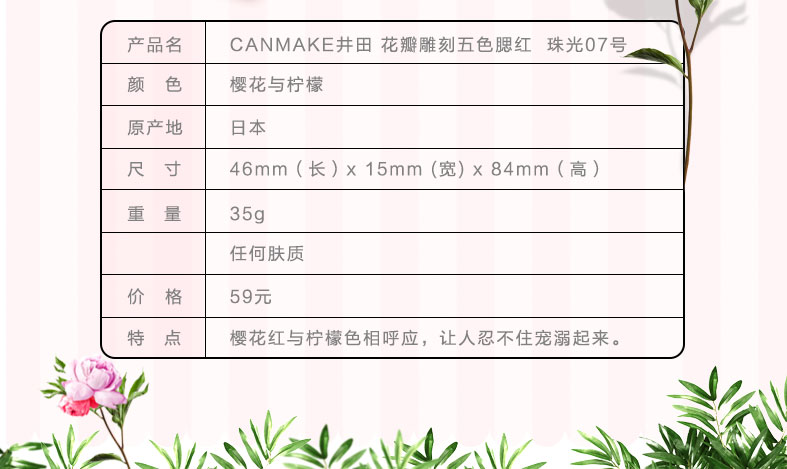 产品名 CANMAKE井田 花瓣雕刻五色腮红 珠光07号
颜 色 樱花与柠檬
原产地 日本
尺 寸 46mm（长）x 15mm (宽) x 84mm（高）
重 量 35g
任何肤质
价 格 59元
特 点 樱花红与柠檬色相呼应，让人忍不住宠溺起来。